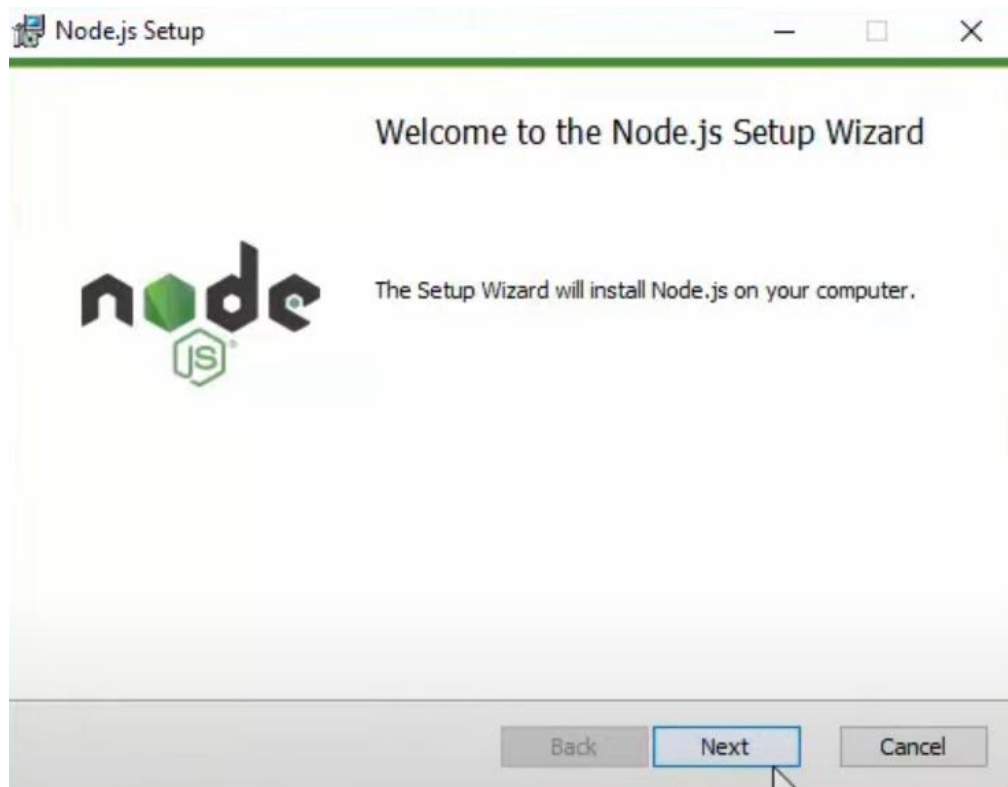 Node.js Setup
Welcome to the Node.js Setup Wizard
node
JS®
The Setup Wizard will install Node.js on your computer.
Back
Next
Cancel